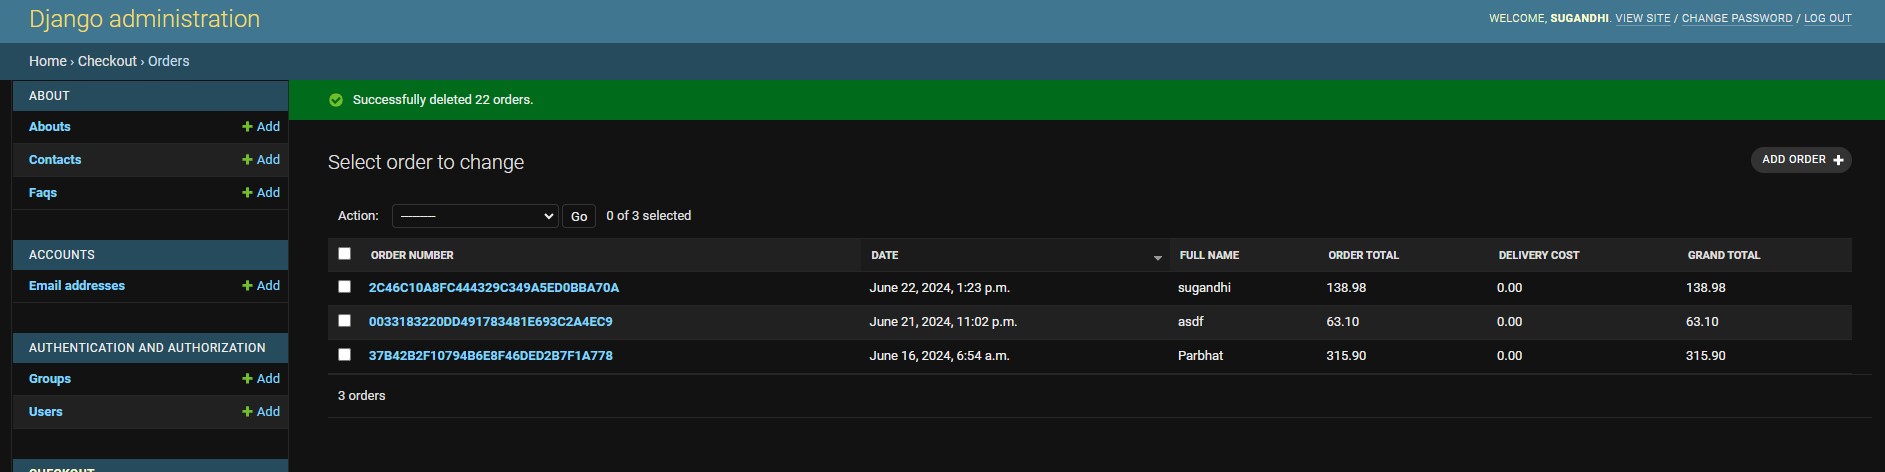 Django administration
WELCOME, SUGANDHI. VIEW SITE / CHANGE PASSWORD / LOG OUT
Home › Checkout › Orders
ABOUT
Abouts Add
Contacts Add
Faqs Add
ACCOUNTS
Email addresses Add
AUTHENTICATION AND AUTHORIZATION
Groups Add
Users Add
CHECKOUT
Successfully deleted 22 orders.
Select order to change
ADD ORDER
Action: --------- Go 0 of 3 selected
ORDER NUMBER DATE FULL NAME ORDER TOTAL DELIVERY COST GRAND TOTAL
2C46C10A8FC444329C349A5ED0BBA70A June 22, 2024, 1:23 p.m. sugandhi 138.98 0.00 138.98
0033183220DD491783481E693C2A4EC9 June 21, 2024, 11:02 p.m. asdf 63.10 0.00 63.10
37B42B2F10794B6E8F46DED2B7F1A778 June 16, 2024, 6:54 a.m. Parbhat 315.90 0.00 315.90
3 orders